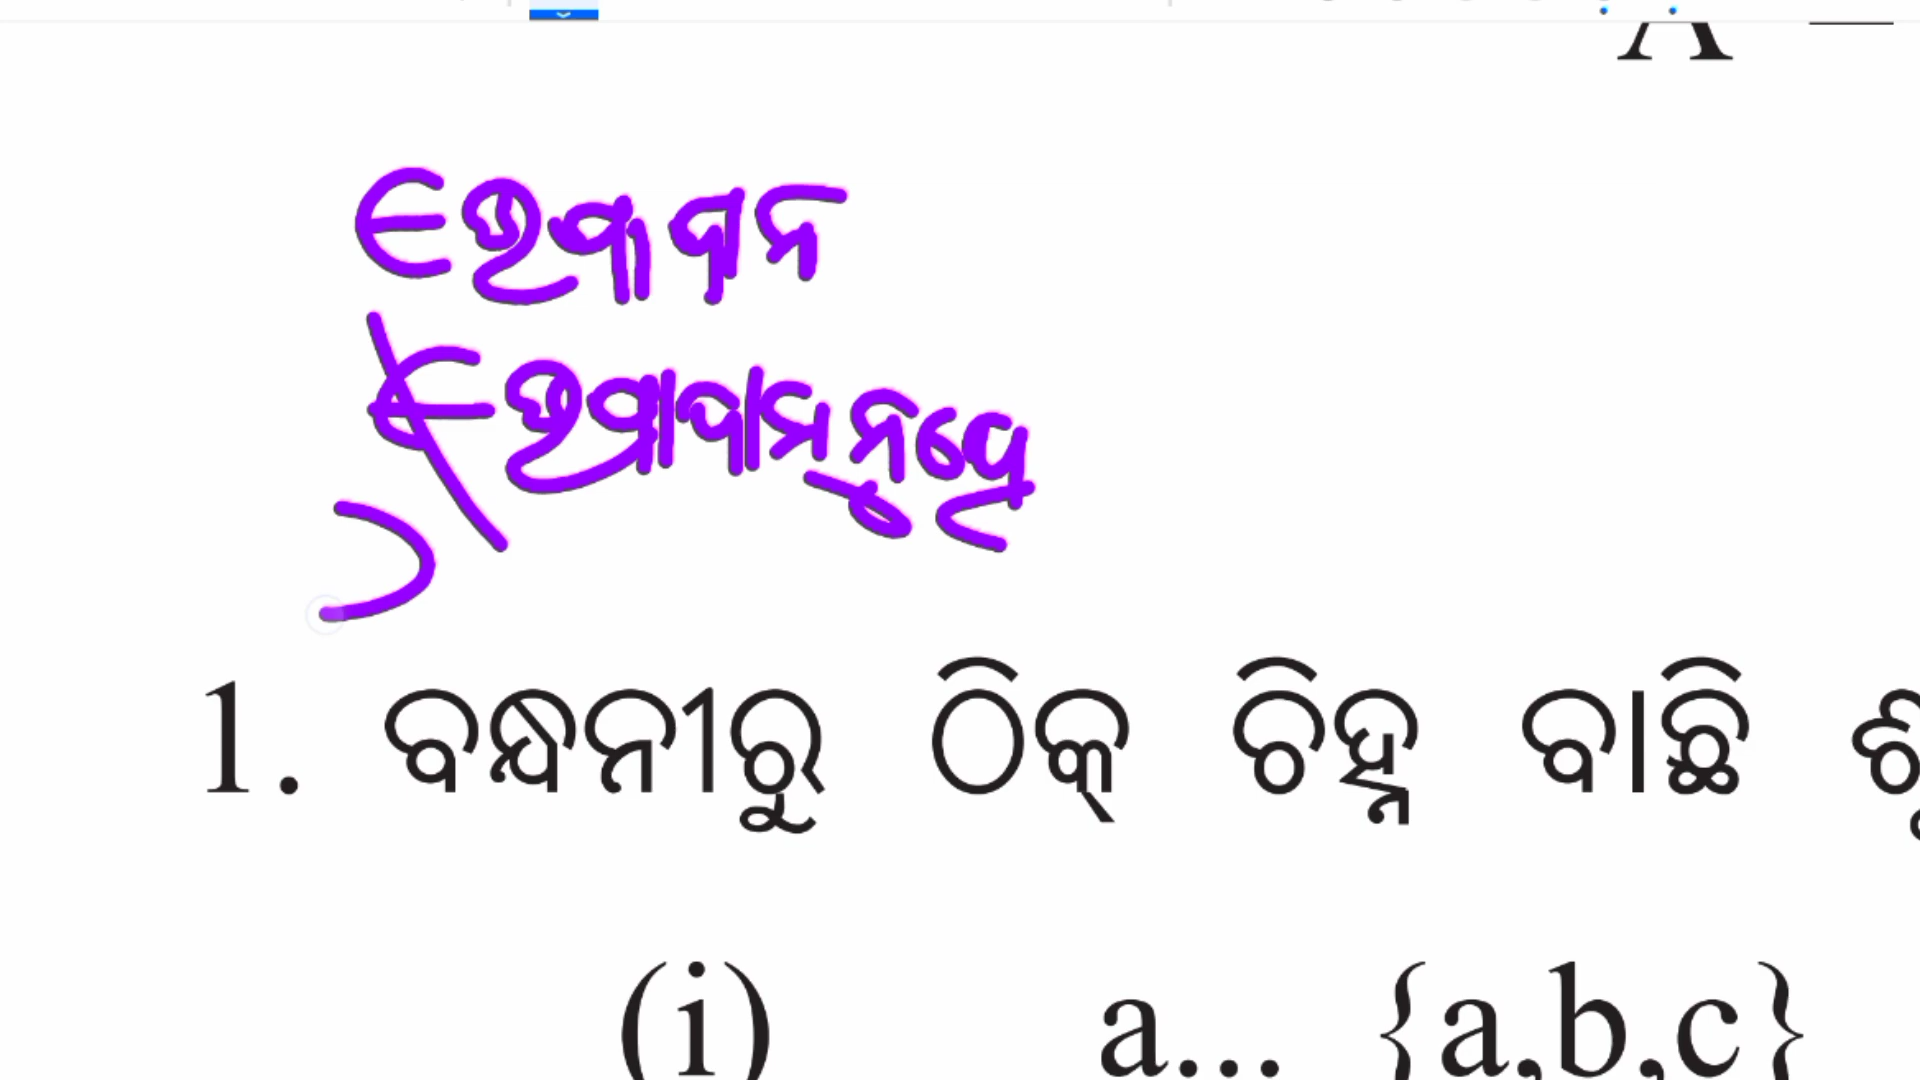 A
∈ ଉପାଦାନ
∉ ଉପାଦାନ ନୁହେଁ
1. ବନ୍ଧନୀରୁ ଠିକ୍ ଚିହ୍ନ ବାଛି
(i) a... {a,b,c}